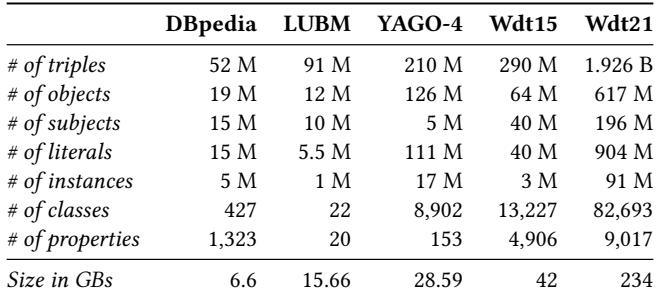 DBpedia LUBM YAGO-4 Wdt15 Wdt21
# of triples 52 M 91 M 210 M 290 M 1.926 B
# of objects 19 M 12 M 126 M 64 M 617 M
# of subjects 15 M 10 M 5 M 40 M 196 M
# of literals 15 M 5.5 M 111 M 40 M 904 M
# of instances 5 M 1 M 17 M 3 M 91 M
# of classes 427 22 8,902 13,227 82,693
# of properties 1,323 20 153 4,906 9,017
Size in GBs 6.6 15.66 28.59 42 234